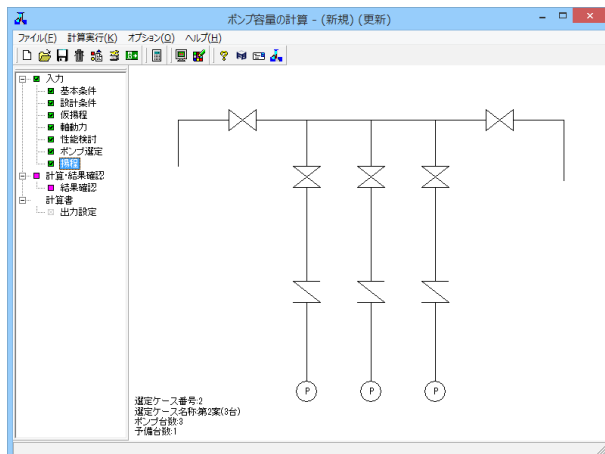 ポンプ容量の計算 - (新規) (更新)
ファイル(F) 計算実行(K) オプション(O) ヘルプ(H)
入力
基本条件
設計条件
仮揚程
軸動力
性能検討
ポンプ選定
揚程
計算・結果確認
結果確認
計算書
出力設定
P P P
選定ケース番号:2
選定ケース名称:第2案(3台)
ポンプ台数:3
予備台数:1